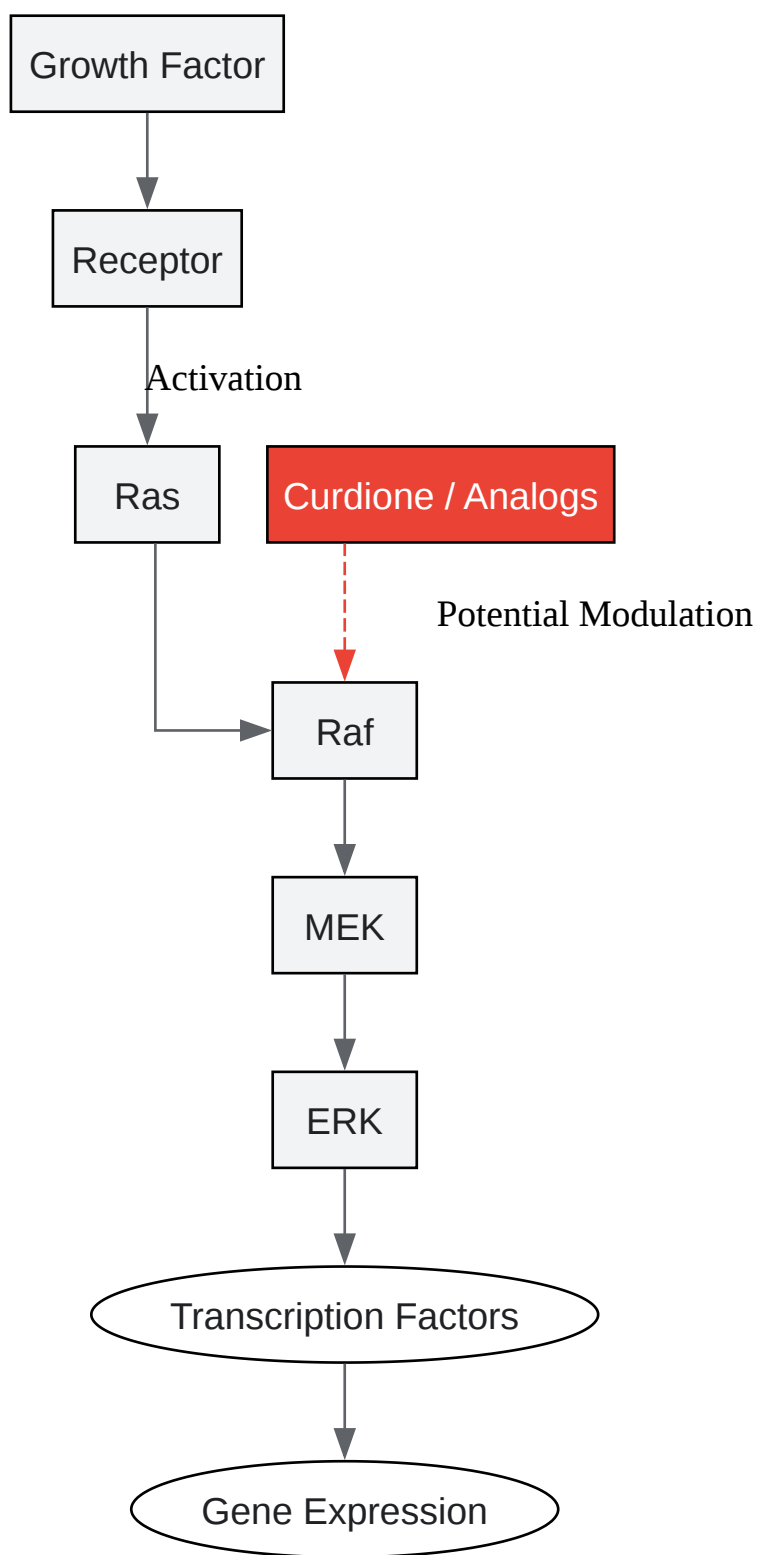 Growth Factor
Receptor
Activation
Ras
Curdione / Analogs
Potential Modulation
Raf
MEK
ERK
Transcription Factors
Gene Expression